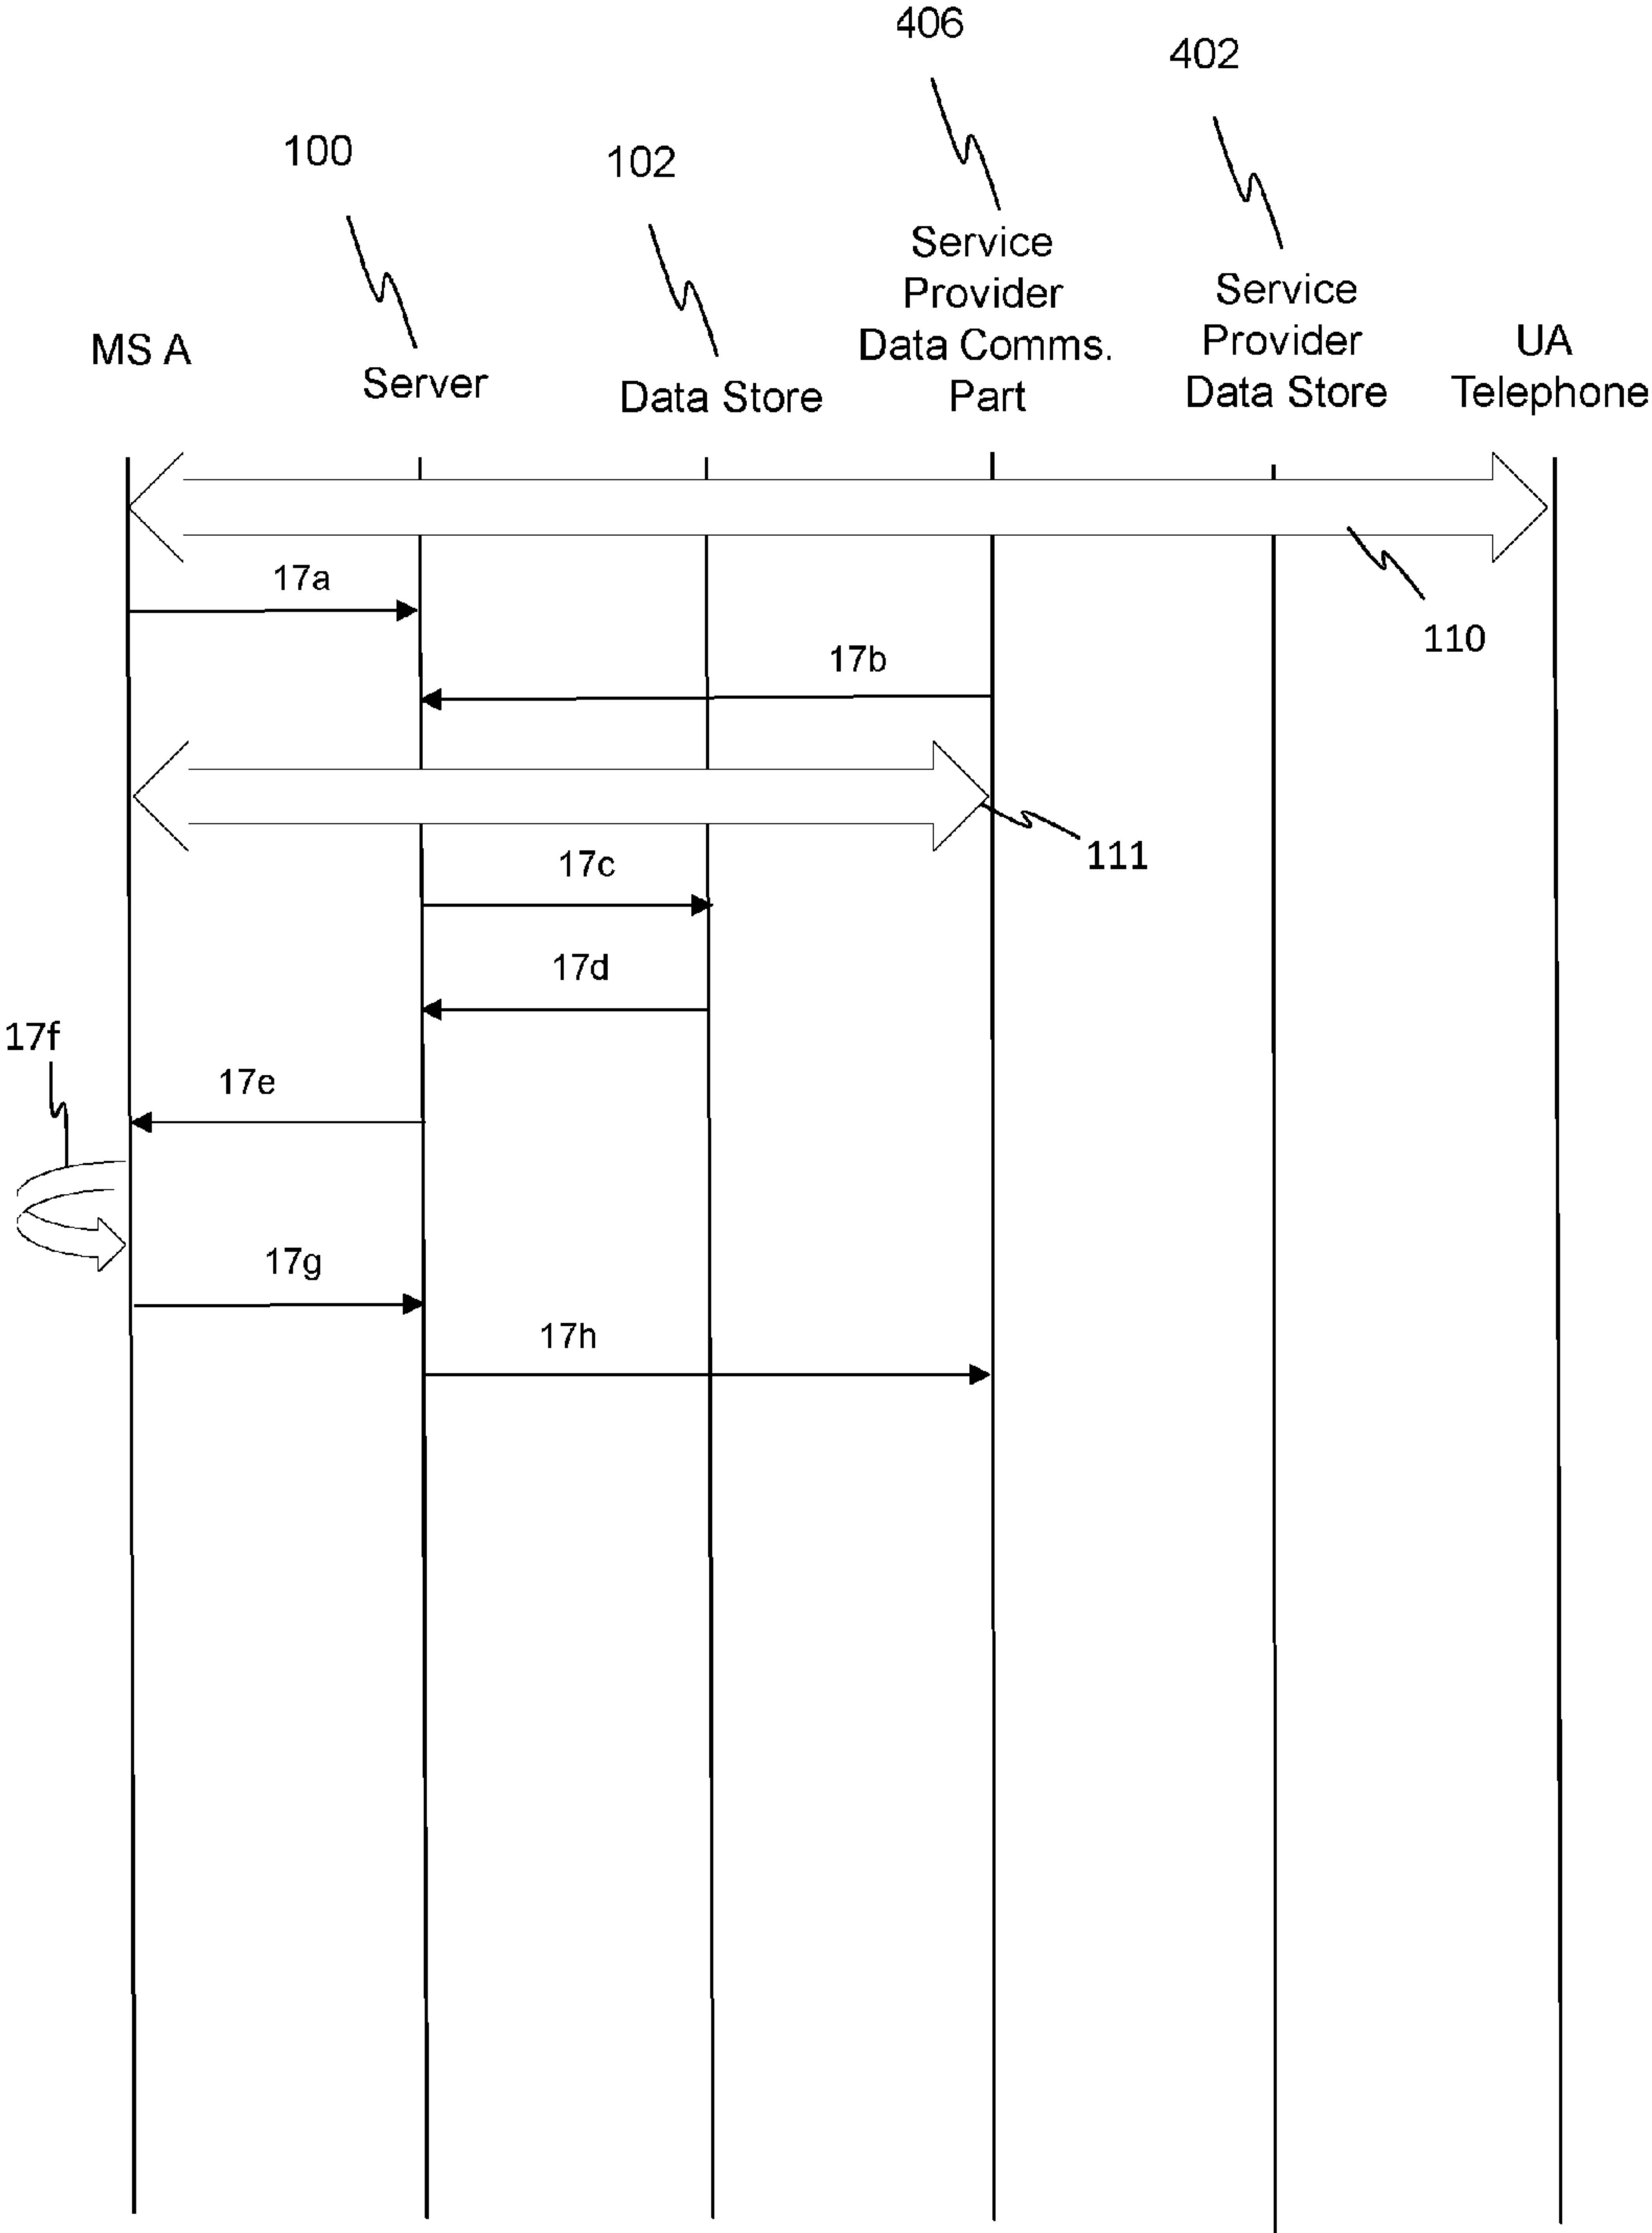 406
402
100
102
Service
Provider
Data Comms.
Part
Service
Provider
Data Store
MS A
Server
Data Store
UA
Telephone
17a
110
17b
111
17c
17d
17f
17e
17g
17h